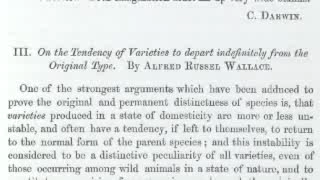 C. DARWIN.
III. On the Tendency of Varieties to depart indefinitely from the
Original Type. By ALFRED RUSSEL WALLACE.
One of the strongest arguments which have been adduced to
prove the original and permanent distinctness of species is, that
varieties produced in a state of domesticity are more or less un-
stable, and often have a tendency, if left to themselves, to return
to the normal form of the parent species; and this instability is
considered to be a distinctive peculiarity of all varieties, even of
those occurring among wild animals in a state of nature, and to